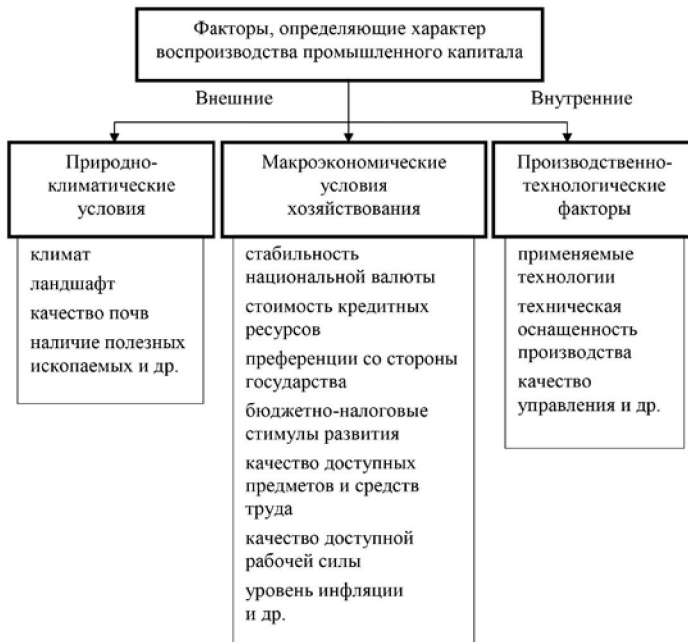 Факторы, определяющие характер
воспроизводства промышленного капитала
Внешние
Внутренние
Природно-
климатические
условия
климат
ландшафт
качество почв
наличие полезных
ископаемых и др.
Макроэкономические
условия
хозяйствования
стабильность
национальной валюты
стоимость кредитных
ресурсов
преференции со стороны
государства
бюджетно-налоговые
стимулы развития
качество доступных
предметов и средств
труда
качество доступной
рабочей силы
уровень инфляции
и др.
Производственно-
технологические
факторы
применяемые
технологии
техническая
оснащенность
производства
качество
управления и др.